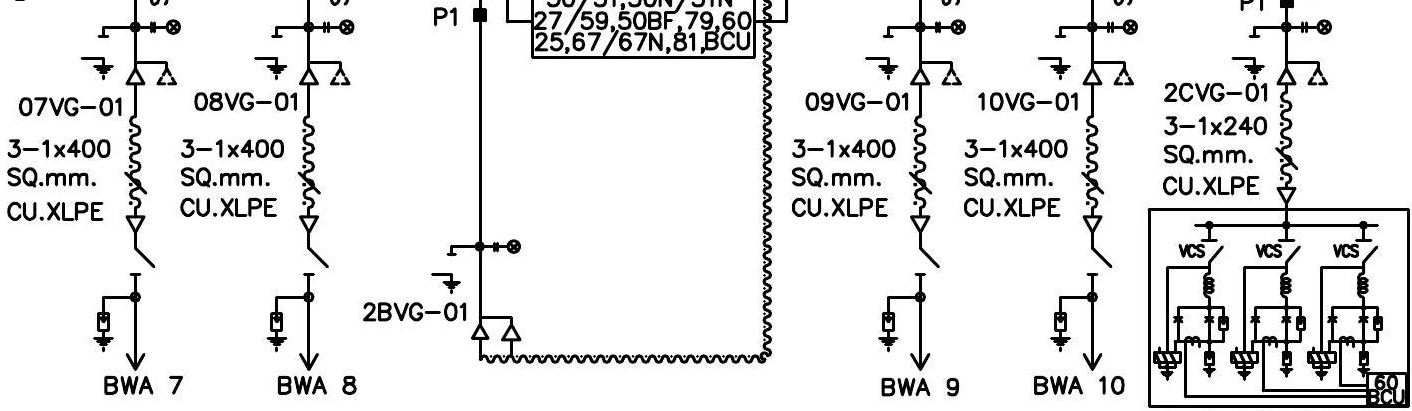 P1
27/59,50BF,79,60
25,67/67N,81,BCU
P1
07VG-01
3-1x400
SQ.mm.
CU.XLPE
BWA 7
08VG-01
3-1x400
SQ.mm.
CU.XLPE
BWA 8
2BVG-01
09VG-01
3-1x400
SQ.mm.
CU.XLPE
BWA 9
10VG-01
3-1x400
SQ.mm.
CU.XLPE
BWA 10
2CVG-01
3-1x240
SQ.mm.
CU.XLPE
VCS
VCS
VCS
60
BCU